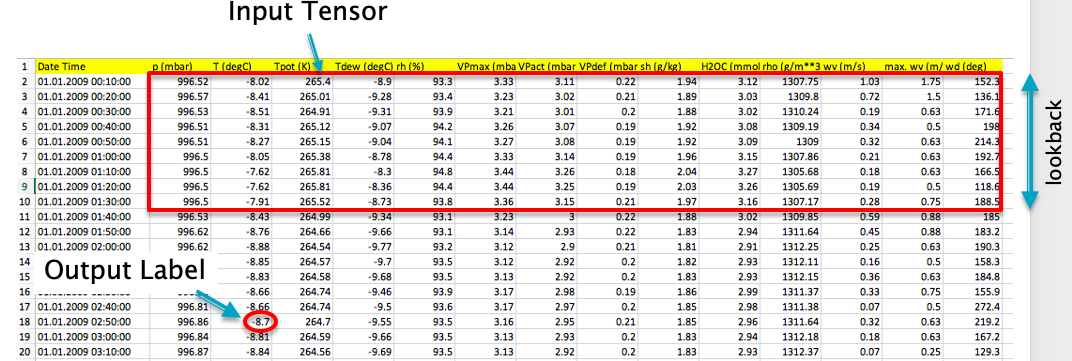 Input Tensor
1 Date Time p (mbar) T (degC) Tpot (K) Tdew (degC) rh (%) VPmax (mba VPact (mbar VPdef (mbar sh (g/kg) H2OC (mmol rho (g/m**3 wv (m/s) max. wv (m/ wd (deg)
2 01.01.2009 00:10:00 996.52 -8.02 265.4 -8.9 93.3 3.33 3.11 0.22 1.94 3.12 1307.75 1.03 1.75 152.3
3 01.01.2009 00:20:00 996.57 -8.41 265.01 -9.28 93.4 3.23 3.02 0.21 1.89 3.03 1309.8 0.72 1.5 136.1
4 01.01.2009 00:30:00 996.53 -8.51 264.91 -9.31 93.9 3.21 3.01 0.2 1.88 3.02 1310.24 0.19 0.63 171.6
5 01.01.2009 00:40:00 996.51 -8.31 265.12 -9.07 94.2 3.26 3.07 0.19 1.92 3.08 1309.19 0.34 0.5 198
6 01.01.2009 00:50:00 996.51 -8.27 265.15 -9.04 94.1 3.27 3.08 0.19 1.92 3.09 1309 0.32 0.63 214.3
7 01.01.2009 01:00:00 996.5 -8.05 265.38 -8.78 94.4 3.33 3.14 0.19 1.96 3.15 1307.86 0.21 0.63 192.7
8 01.01.2009 01:10:00 996.5 -7.62 265.81 -8.3 94.8 3.44 3.26 0.18 2.04 3.27 1305.68 0.18 0.63 166.5
9 01.01.2009 01:20:00 996.5 -7.62 265.81 -8.36 94.4 3.44 3.25 0.19 2.03 3.26 1305.69 0.19 0.5 118.6
10 01.01.2009 01:30:00 996.5 -7.91 265.52 -8.73 93.8 3.36 3.15 0.21 1.97 3.16 1307.17 0.28 0.75 188.5
lookback
11 01.01.2009 01:40:00 996.53 -8.43 264.99 -9.34 93.1 3.23 3 0.22 1.88 3.02 1309.85 0.59 0.88 185
12 01.01.2009 01:50:00 996.62 -8.76 264.66 -9.66 93.1 3.14 2.93 0.22 1.83 2.94 1311.64 0.45 0.88 183.2
13 01.01.2009 02:00:00 996.62 -8.88 264.54 -9.77 93.2 3.12 2.9 0.21 1.81 2.91 1312.25 0.25 0.63 190.3
14 -8.85 264.57 -9.7 93.5 3.12 2.92 0.2 1.82 2.93 1312.11 0.16 0.5 158.3
Output Label
15 -8.83 264.58 -9.68 93.5 3.13 2.92 0.2 1.83 2.93 1312.15 0.36 0.63 184.8
16 -8.66 264.74 -9.46 93.9 3.17 2.98 0.19 1.86 2.99 1311.37 0.33 0.75 155.9
17 01.01.2009 02:40:00 996.81 -8.66 264.74 -9.5 93.6 3.17 2.97 0.2 1.85 2.98 1311.38 0.07 0.5 272.4
18 01.01.2009 02:50:00 996.86 -8.7 264.7 -9.55 93.5 3.16 2.95 0.21 1.85 2.96 1311.64 0.32 0.63 219.2
19 01.01.2009 03:00:00 996.84 -8.81 264.59 -9.66 93.5 3.13 2.93 0.2 1.83 2.94 1312.18 0.18 0.63 167.2
20 01.01.2009 03:10:00 996.87 -8.84 264.56 -9.69 93.5 3.13 2.92 0.2 1.83 2.93 1312.37 0.07 0.25 129.3